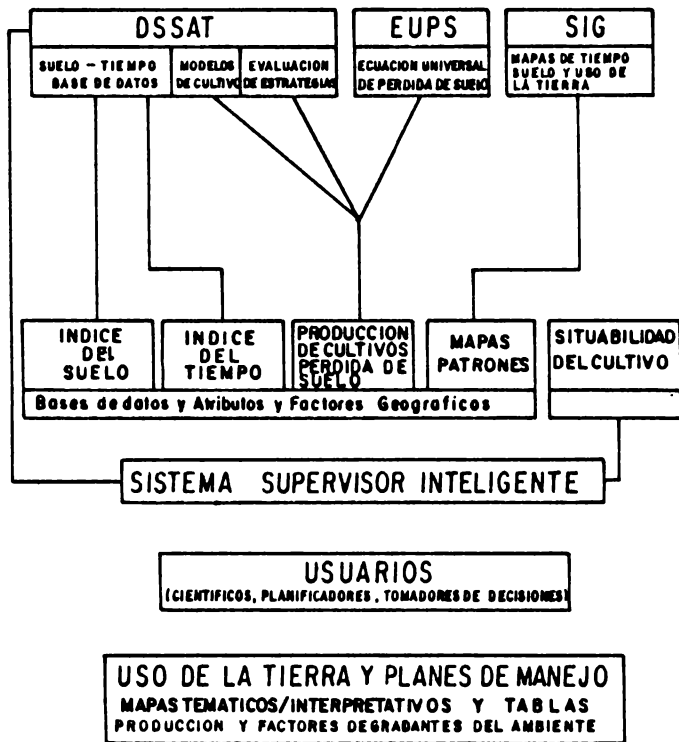 DSSAT
EUPS
SIG
SUELO - TIEMPO
BASE DE DATOS
MODELOS
DE CULTIVO
EVALUACION
DE ESTRATEGIAS
ECUACION UNIVERSAL
DE PERDIDA DE SUELO
MAPAS DE TIEMPO
SUELO Y USO DE
LA TIERRA
INDICE
DEL
SUELO
INDICE
DEL
TIEMPO
PRODUCCION
DE CULTIVOS
PERDIDA DE
SUELO
MAPAS
PATRONES
SITUABILIDAD
DEL CULTIVO
Bases de datos y Atributos y Factores Geograficos
SISTEMA SUPERVISOR INTELIGENTE
USUARIOS
(CIENTIFICOS, PLANIFICADORES, TOMADORES DE DECISIONES)
USO DE LA TIERRA Y PLANES DE MANEJO
MAPAS TEMATICOS/INTERPRETATIVOS Y TABLAS
PRODUCCION Y FACTORES DEGRADANTES DEL AMBIENTE